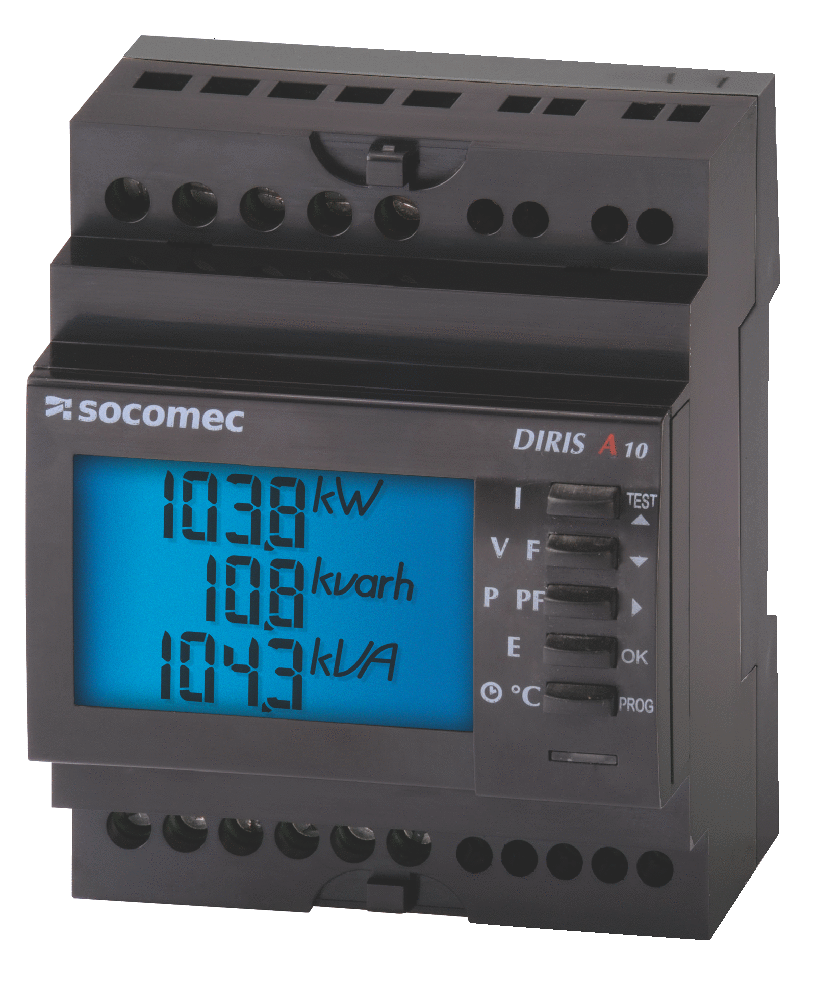 socomec
DIRIS A 10
103.8 kW
10.8 kvarh
104.3 kVA
I TEST
V F
P PF
E OK
°C PROG